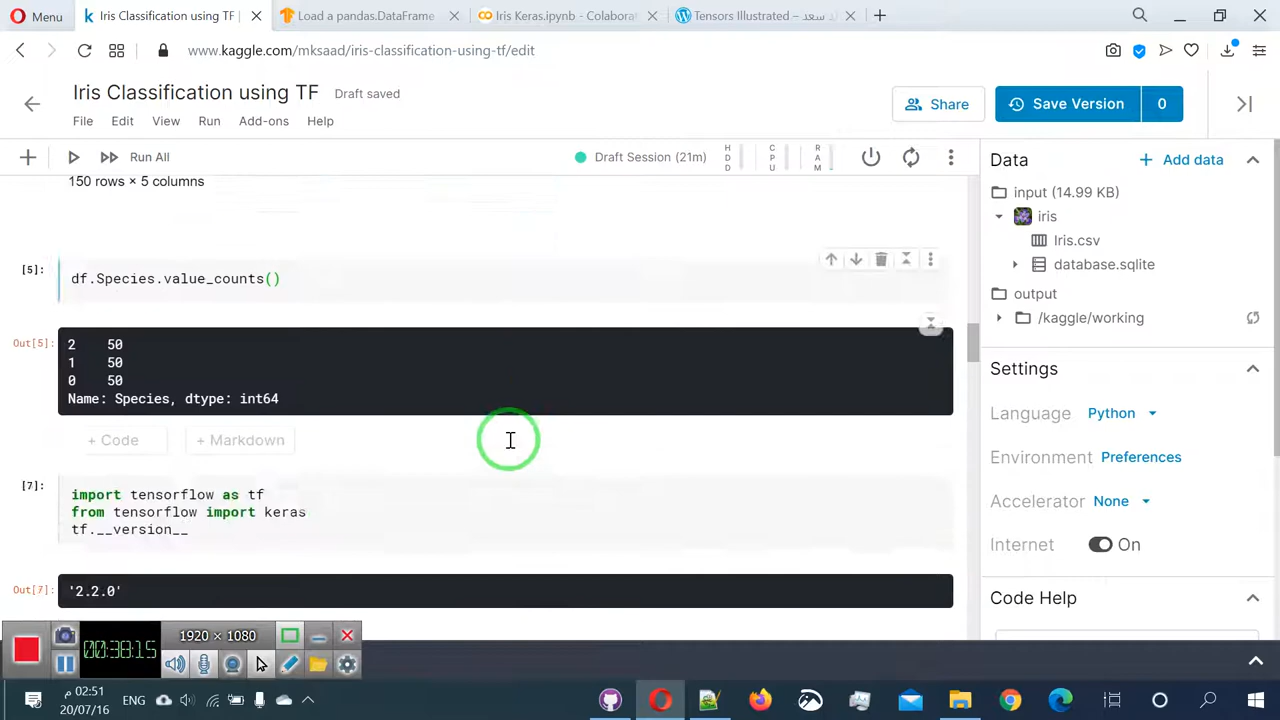 Menu
Iris Classification using TF
Load a pandas.DataFrame
Iris Keras.ipynb - Colabora
Tensors Illustrated – د سعد
www.kaggle.com/mksaad/iris-classification-using-tf/edit
Iris Classification using TF
Draft saved
Share
Save Version
0
File Edit View Run Add-ons Help
Run All
Draft Session (21m)
HDD
CPU
RAM
150 rows × 5 columns
[5]:
df.Species.value_counts()
Out[5]:
2    50
1    50
0    50
Name: Species, dtype: int64
+ Code
+ Markdown
[7]:
import tensorflow as tf
from tensorflow import keras
tf.__version__
Out[7]:
'2.2.0'
Data
+ Add data
input (14.99 KB)
iris
Iris.csv
database.sqlite
output
/kaggle/working
Settings
Language Python
Environment Preferences
Accelerator None
Internet On
Code Help
1920 × 1080
00:38:15
02:51 م
20/07/16
ENG